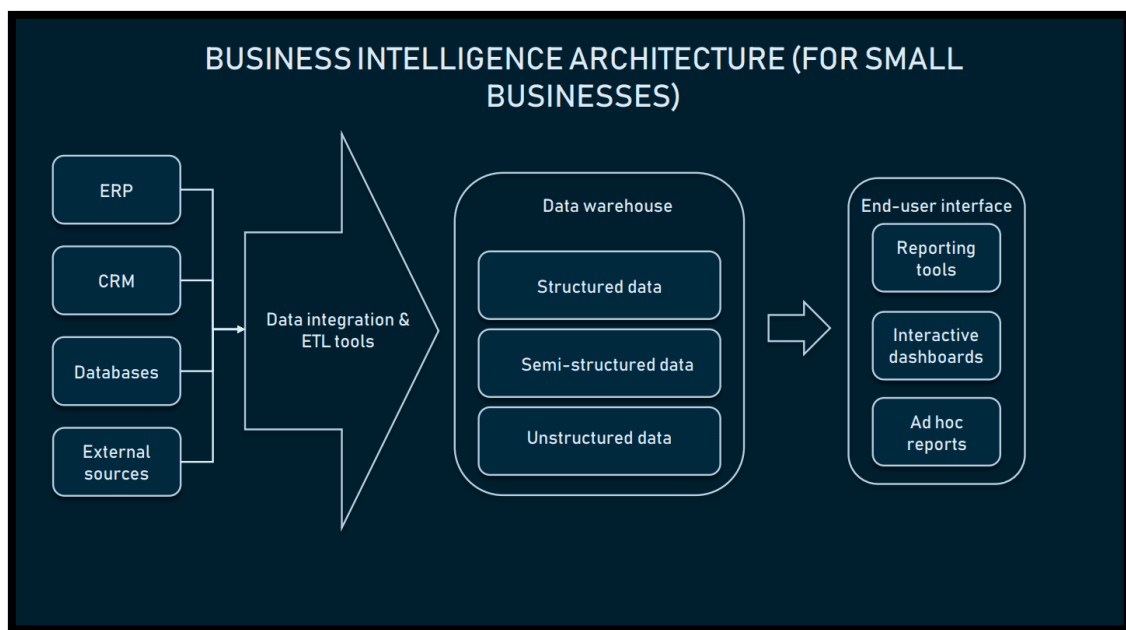 BUSINESS INTELLIGENCE ARCHITECTURE (FOR SMALL
BUSINESSES)
ERP
CRM
Databases
External
sources
Data integration &
ETL tools
Data warehouse
Structured data
Semi-structured data
Unstructured data
End-user interface
Reporting
tools
Interactive
dashboards
Ad hoc
reports